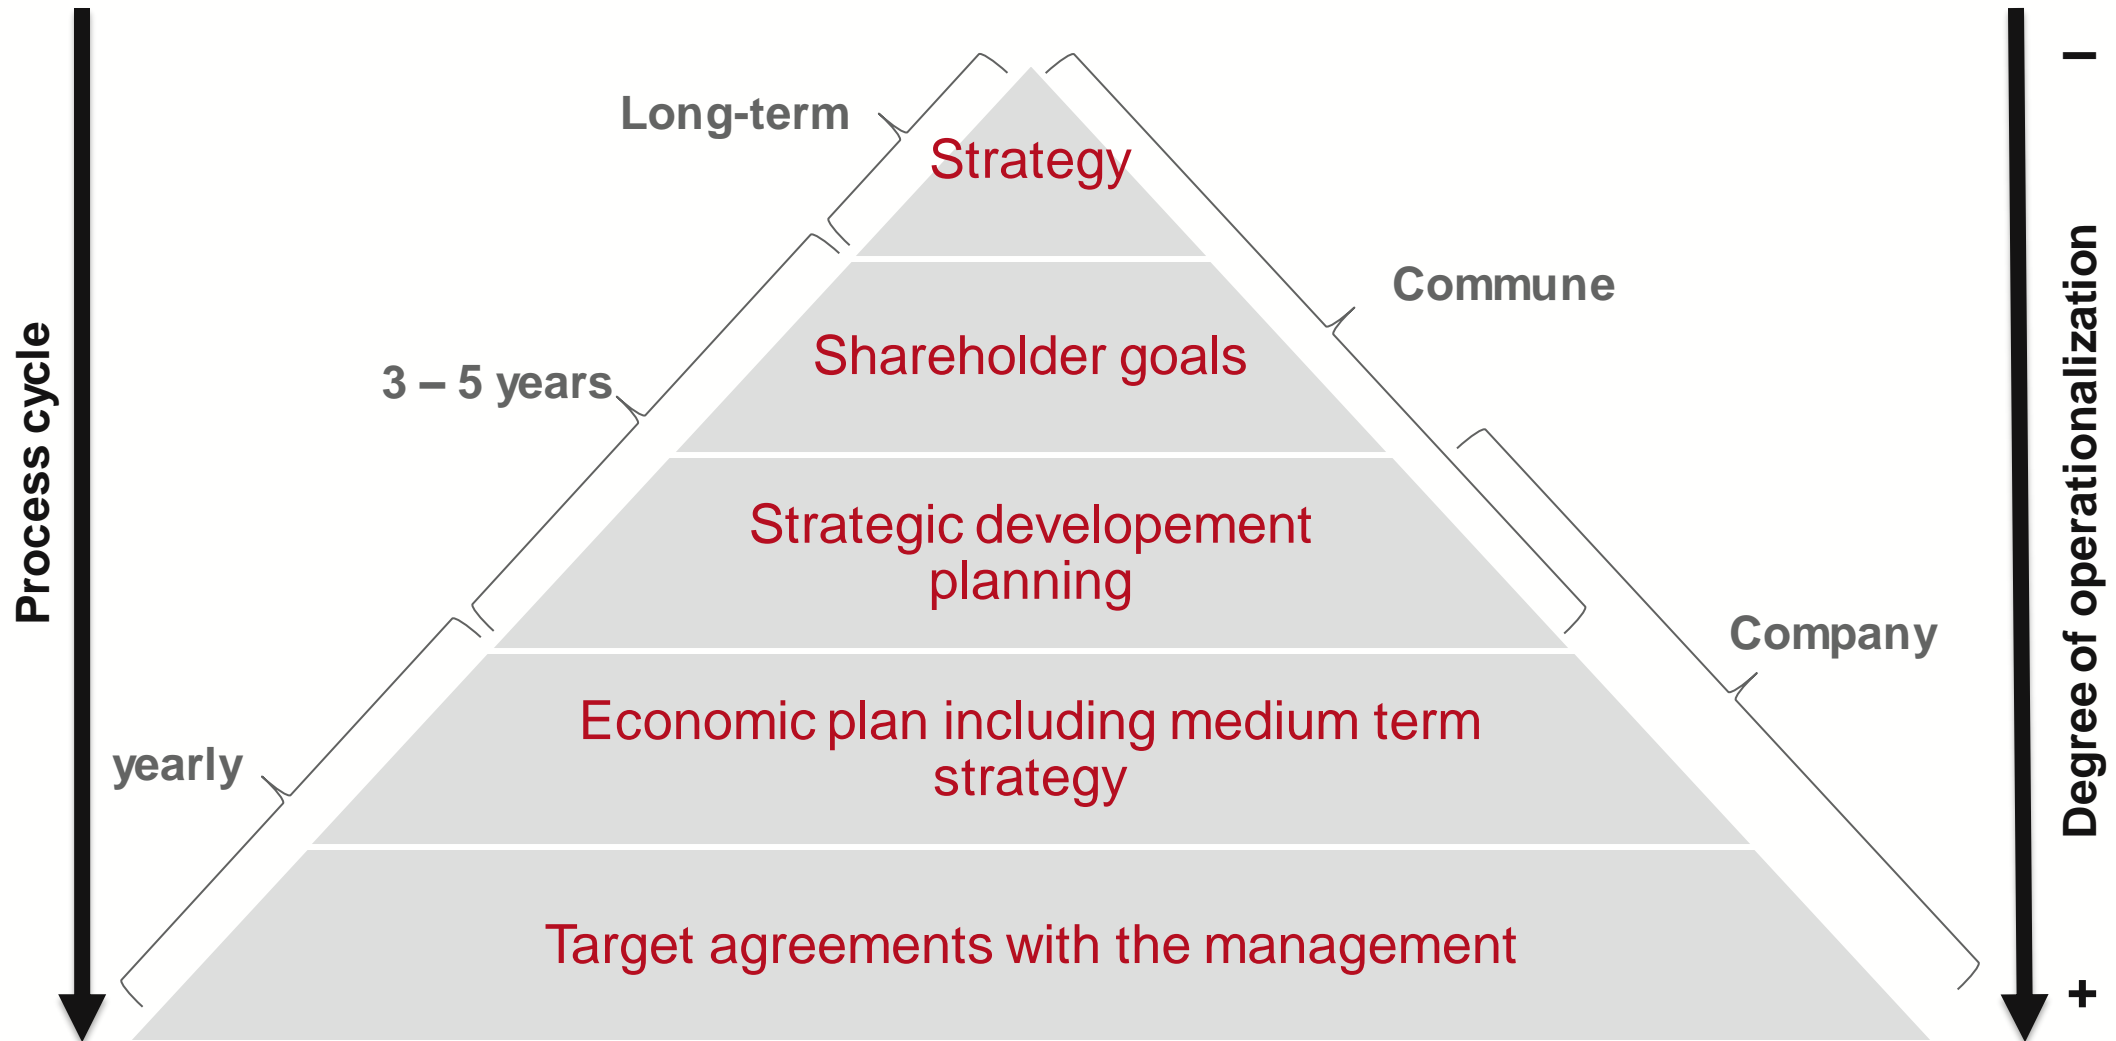 –
Long-term
Strategy
Commune
Shareholder goals
3 – 5 years
Process cycle
Degree of operationalization
Strategic developement
planning
Company
Economic plan including medium term
strategy
yearly
Target agreements with the management
+